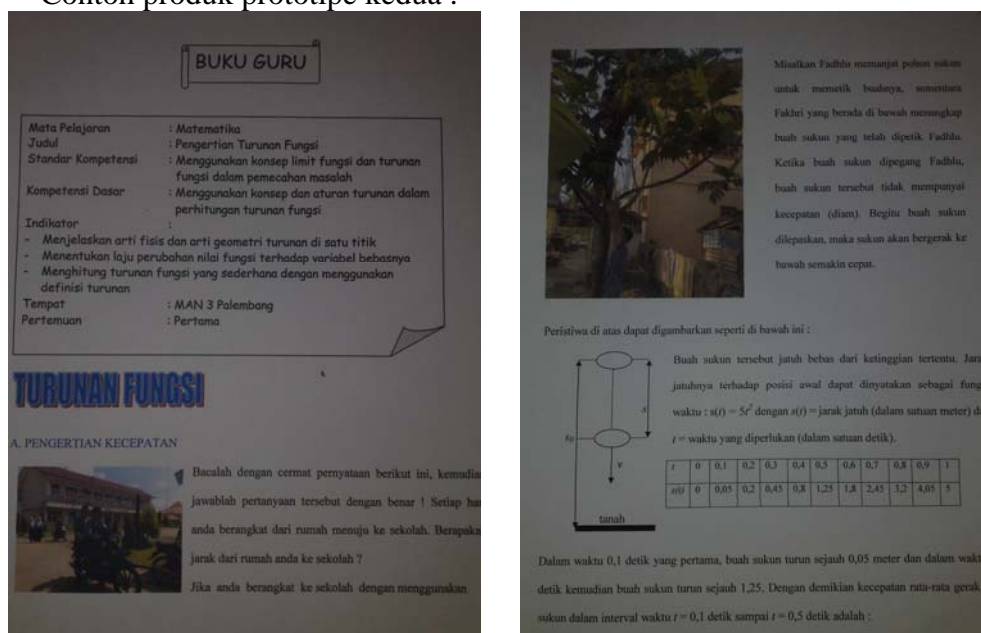 Contoh produk prototipe kedua :
BUKU GURU
Mata Pelajaran : Matematika
Judul : Pengertian Turunan Fungsi
Standar Kompetensi : Menggunakan konsep limit fungsi dan turunan
fungsi dalam pemecahan masalah
Kompetensi Dasar : Menggunakan konsep dan aturan turunan dalam
perhitungan turunan fungsi
Indikator :
- Menjelaskan arti fisis dan arti geometri turunan di satu titik
- Menentukan laju perubahan nilai fungsi terhadap variabel bebasnya
- Menghitung turunan fungsi yang sederhana dengan menggunakan
definisi turunan
Tempat : MAN 3 Palembang
Pertemuan : Pertama
TURUNAN FUNGSI
A. PENGERTIAN KECEPATAN
Bacalah dengan cermat pernyataan berikut ini, kemudia
jawablah pertanyaan tersebut dengan benar ! Setiap har
anda berangkat dari rumah menuju ke sekolah. Berapaka
jarak dari rumah anda ke sekolah ?
Jika anda berangkat ke sekolah dengan menggunakan
Misalkan Fadhlu memanjat pohon sukun
untuk memetik buahnya, sementara
Fakhri yang berada di bawah menangkap
buah sukun yang telah dipetik Fadhlu.
Ketika buah sukun dipegang Fadhlu,
buah sukun tersebut tidak mempunyai
kecepatan (diam). Begitu buah sukun
dilepaskan, maka sukun akan bergerak ke
bawah semakin cepat.
Peristiwa di atas dapat digambarkan seperti di bawah ini :
Buah sukun tersebut jatuh bebas dari ketinggian tertentu. Jara
jatuhnya terhadap posisi awal dapat dinyatakan sebagai fung
waktu : s(t) = 5t² dengan s(t) = jarak jatuh (dalam satuan meter) d
t = waktu yang diperlukan (dalam satuan detik).
s
s₀
v
tanah
t 0 0,1 0,2 0,3 0,4 0,5 0,6 0,7 0,8 0,9 1
s(t) 0 0,05 0,2 0,45 0,8 1,25 1,8 2,45 3,2 4,05 5
Dalam waktu 0,1 detik yang pertama, buah sukun turun sejauh 0,05 meter dan dalam wakt
detik kemudian buah sukun turun sejauh 1,25. Dengan demikian kecepatan rata-rata gerak
sukun dalam interval waktu t = 0,1 detik sampai t = 0,5 detik adalah :